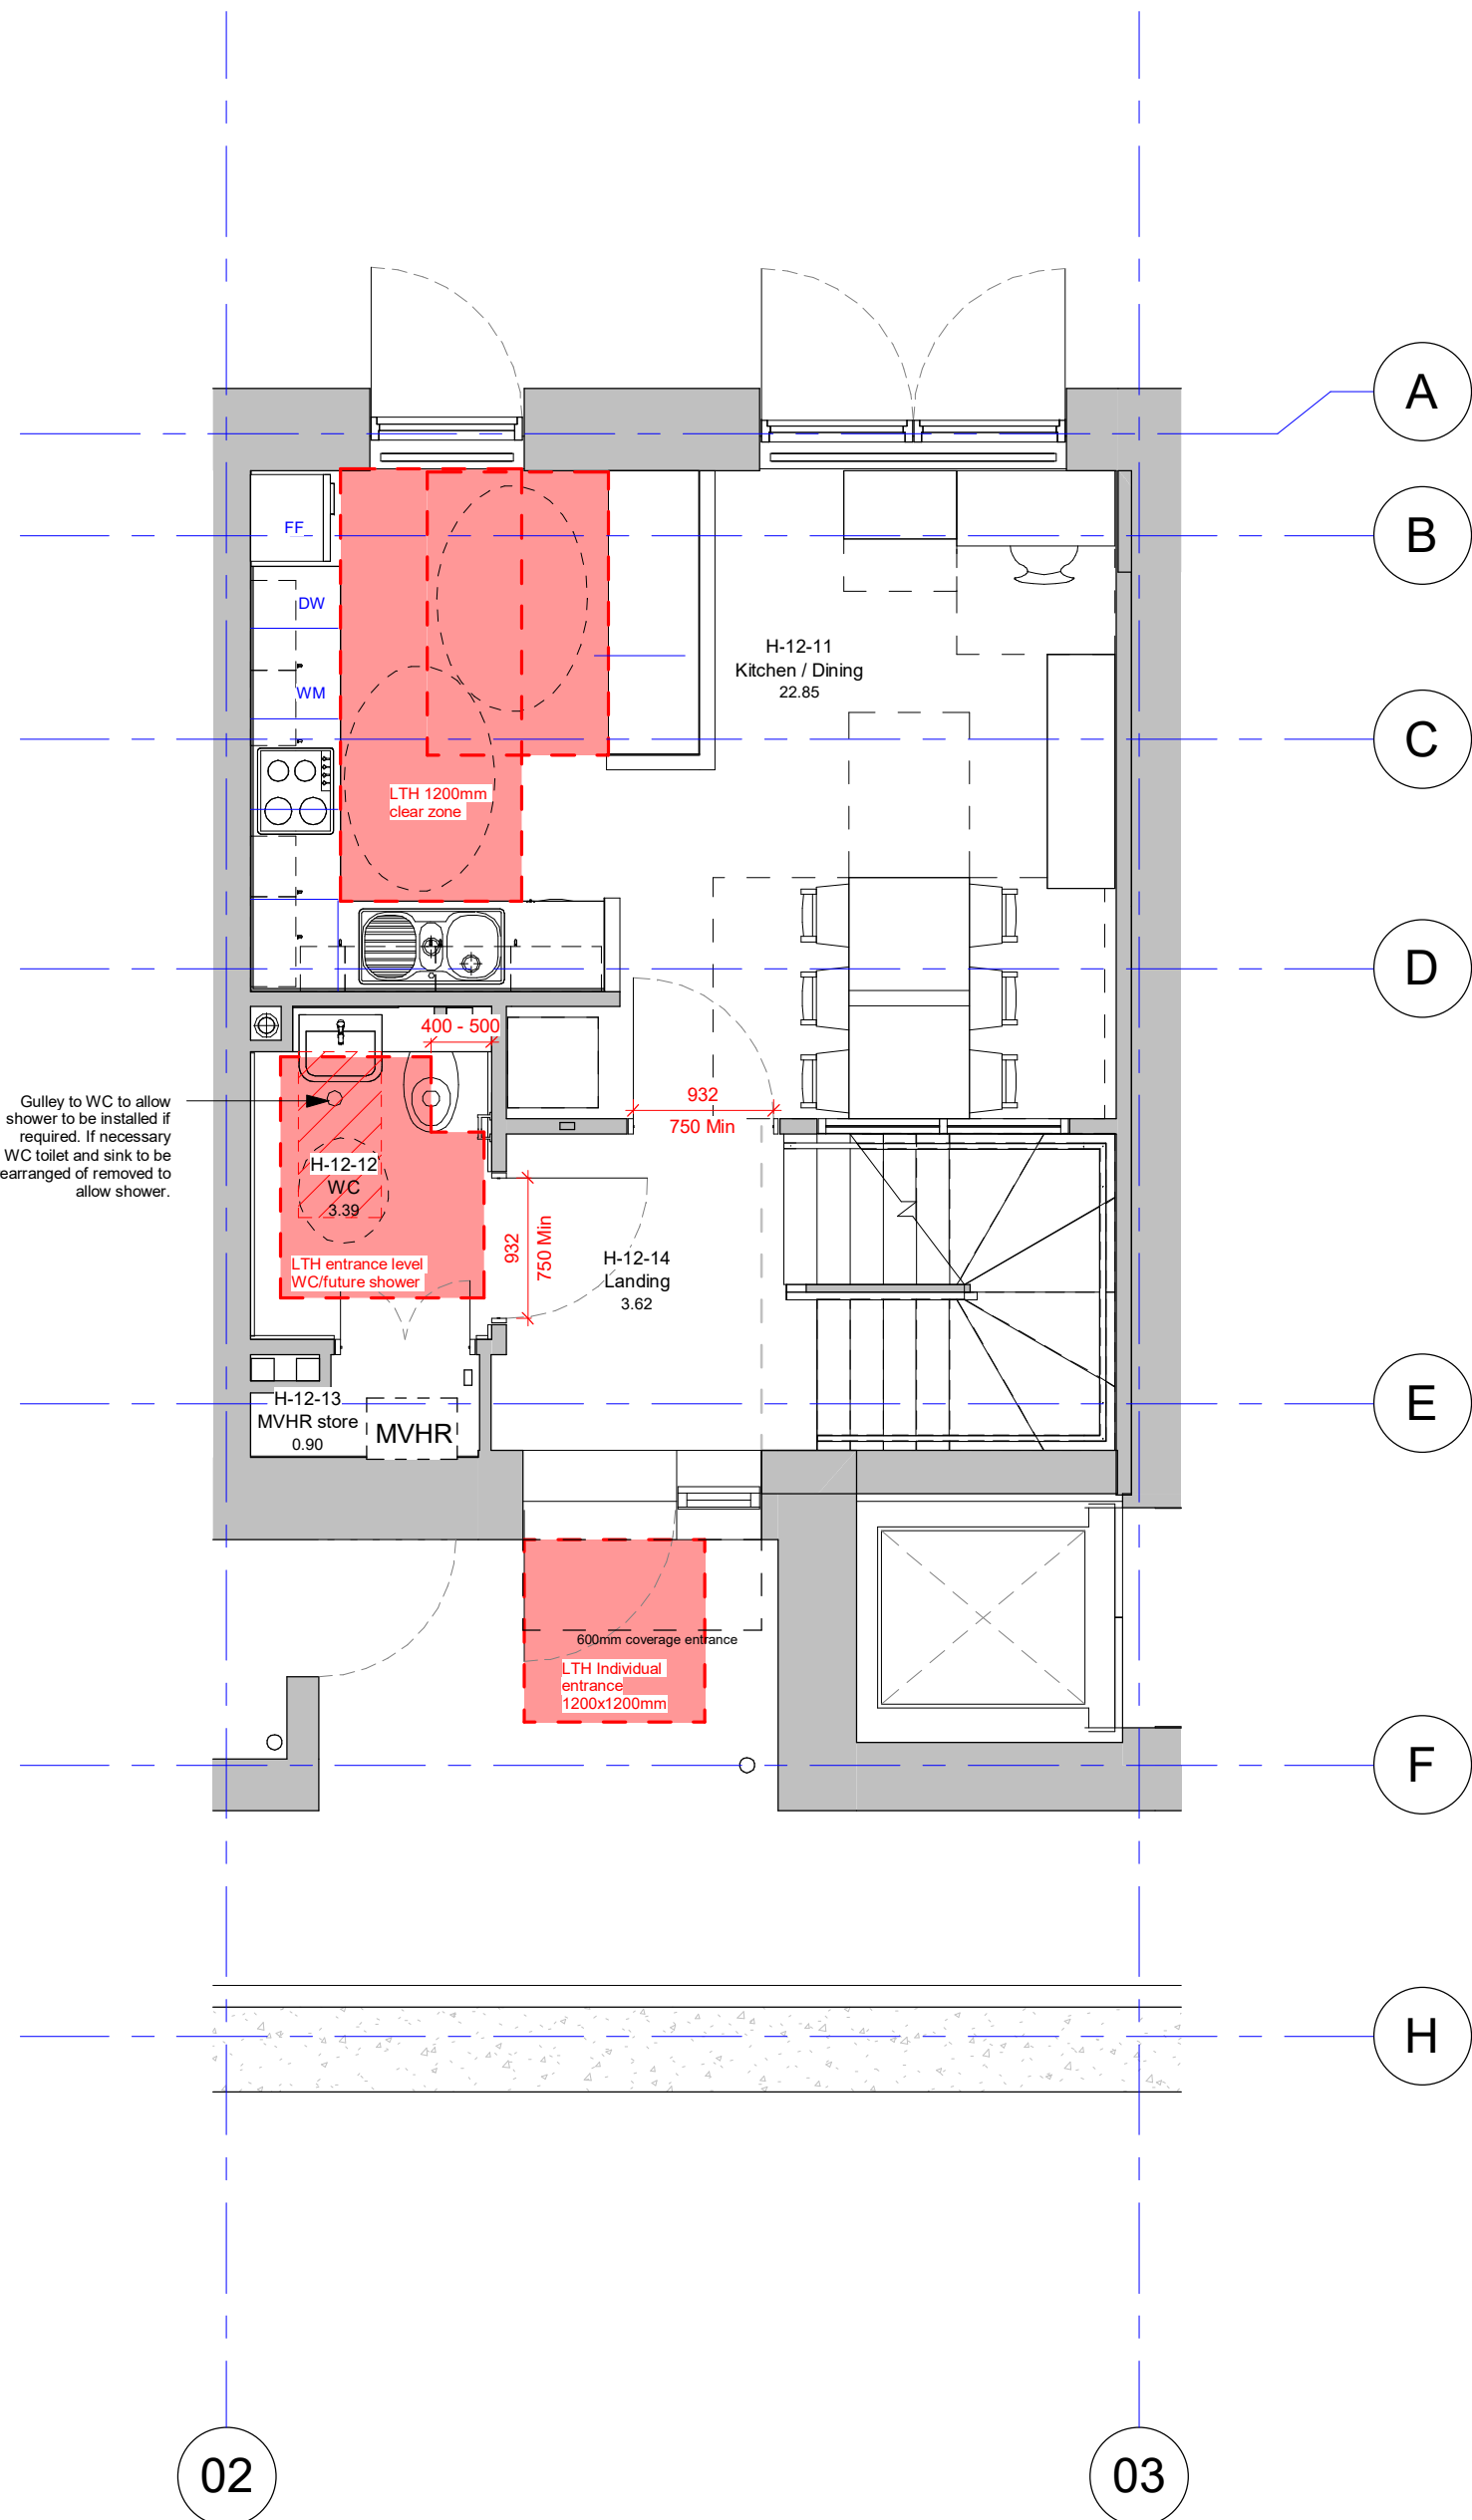 A
FF
B
DW
H-12-11
Kitchen / Dining
22.85
WM
C
LTH 1200mm
clear zone
D
400 - 500
932
750 Min
Gulley to WC to allow
shower to be installed if
required. If necessary
WC toilet and sink to be
earranged of removed to
allow shower.
H-12-12
WC
3.39
932
750 Min
LTH entrance level
WC/future shower
H-12-14
Landing
3.62
H-12-13
MVHR store
0.90
MVHR
E
600mm coverage entrance
LTH Individual
entrance
1200x1200mm
F
H
02
03